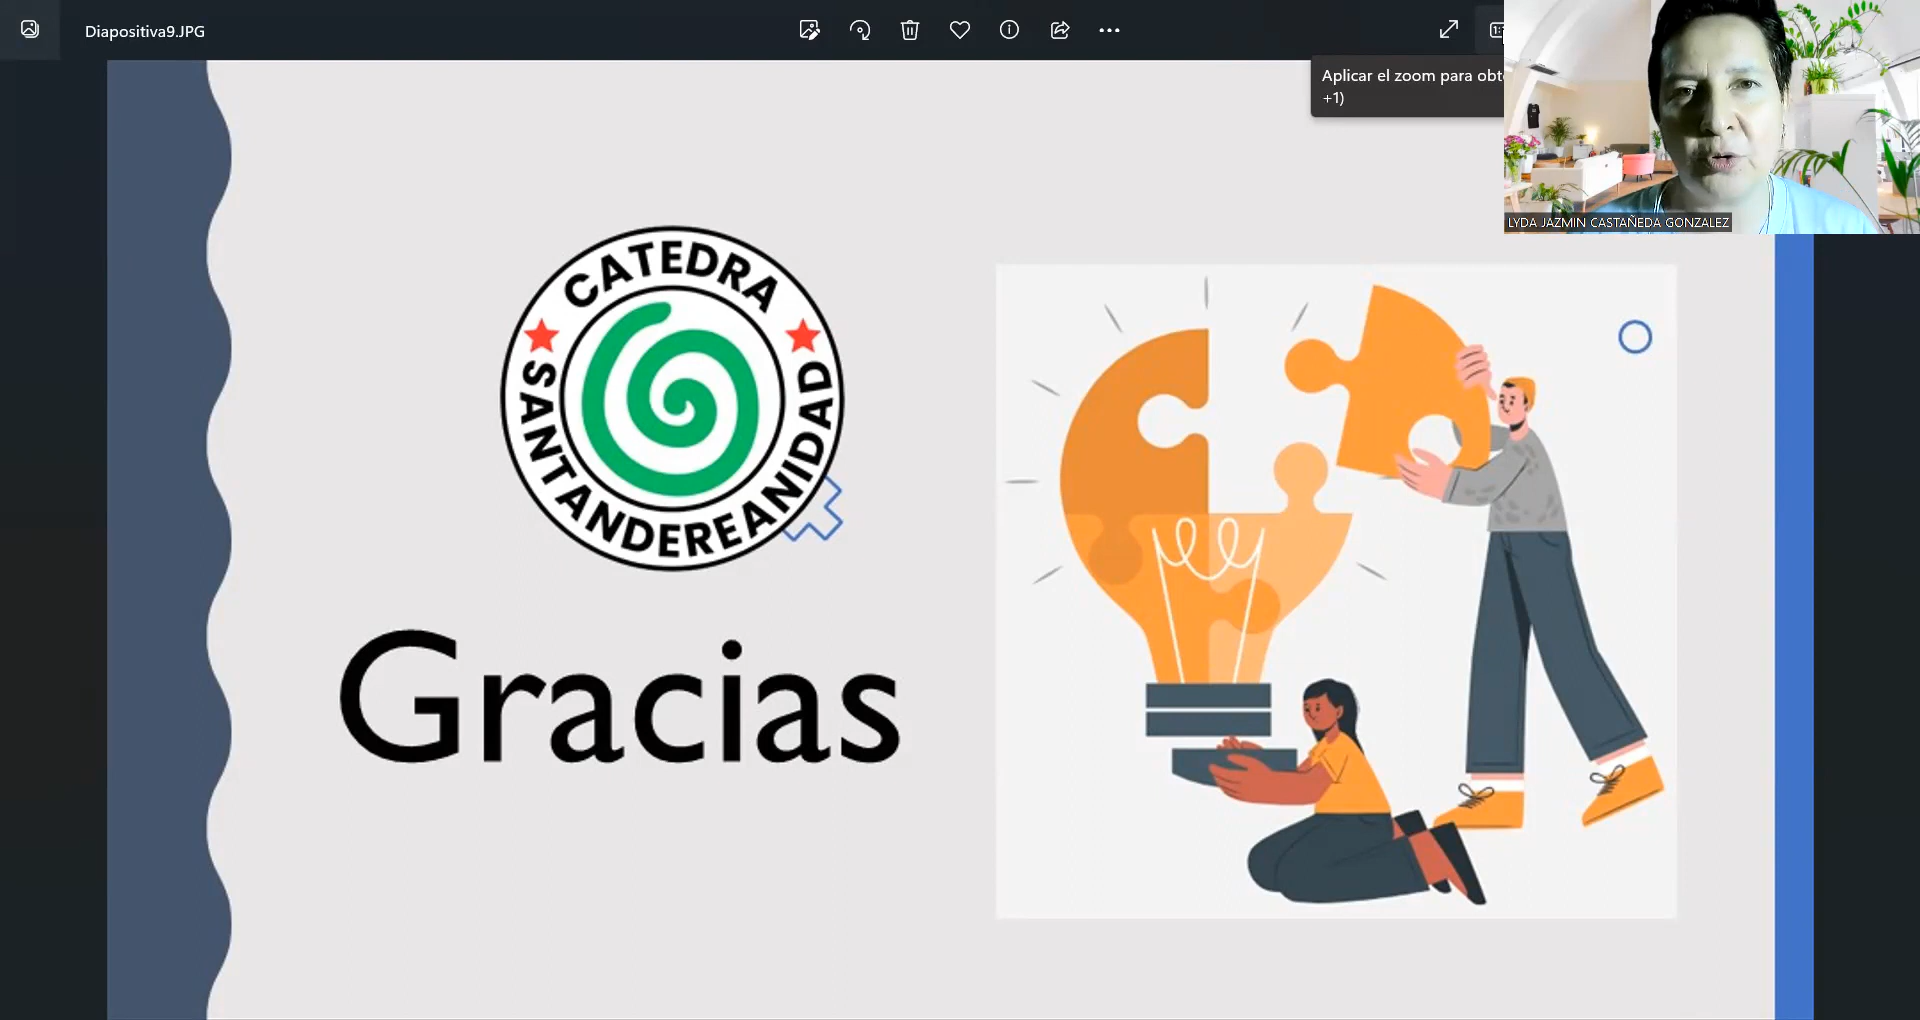 Diapositiva9.JPG
Aplicar el zoom para obt
+1)
LYDA JAZMIN CASTAÑEDA GONZALEZ
CATEDRA
SANTANDEREANIDAD
Gracias